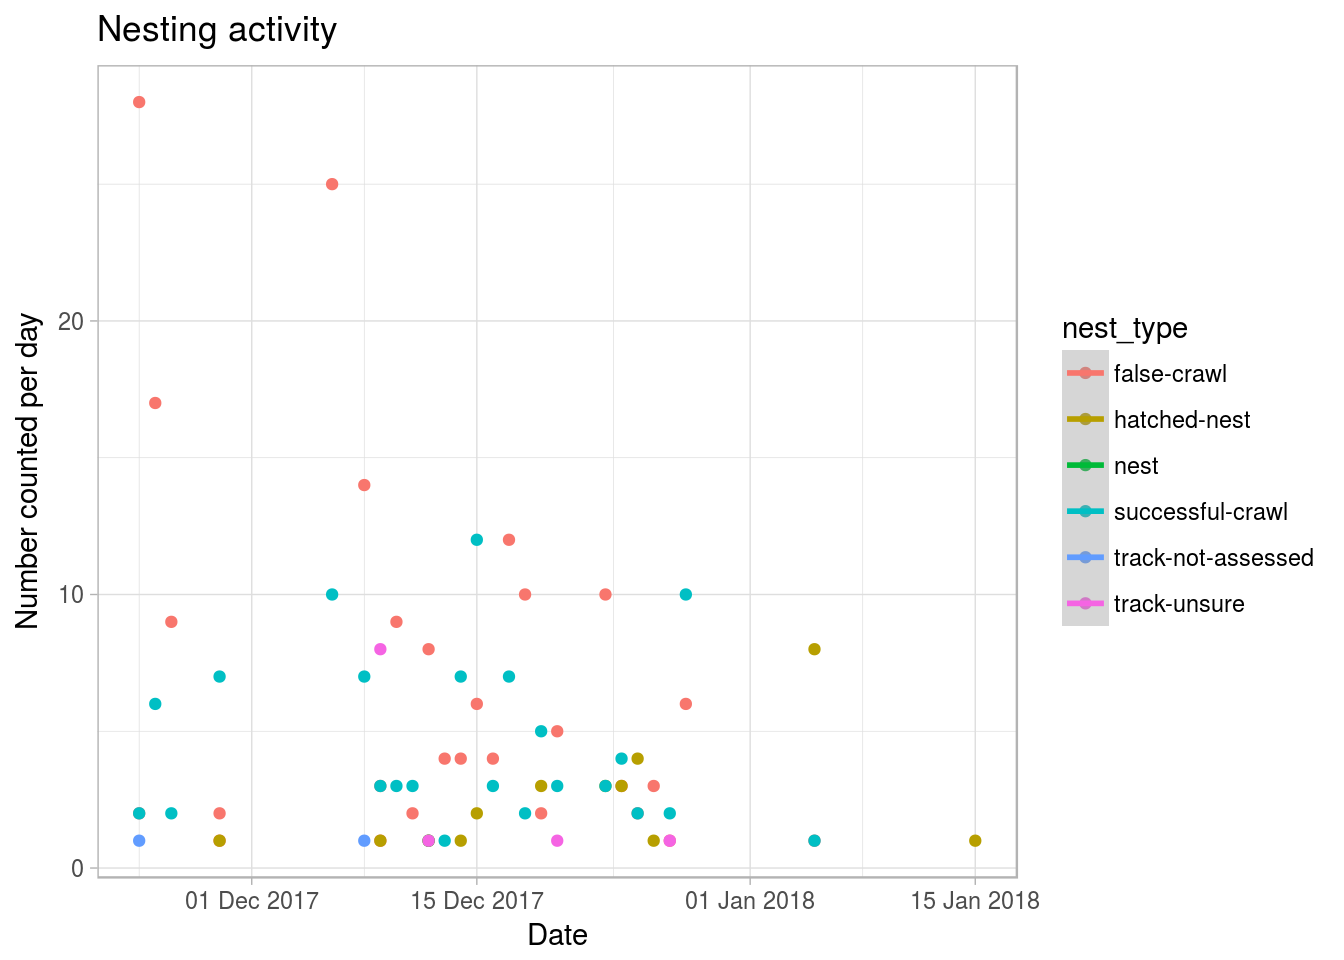 Nesting activity
Number counted per day
20
10
0
01 Dec 2017
15 Dec 2017
01 Jan 2018
15 Jan 2018
Date
nest_type
false-crawl
hatched-nest
nest
successful-crawl
track-not-assessed
track-unsure